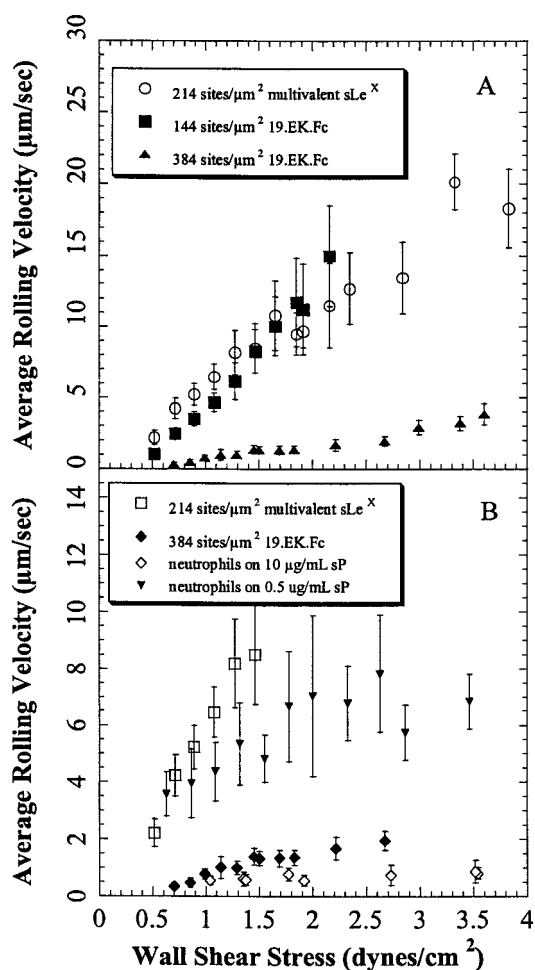 A
30
25
20
15
10
5
0
Average Rolling Velocity (μm/sec)
214 sites/μm² multivalent sLe ˣ
144 sites/μm² 19.EK.Fc
384 sites/μm² 19.EK.Fc
B
14
12
10
8
6
4
2
0
Average Rolling Velocity (μm/sec)
214 sites/μm² multivalent sLe ˣ
384 sites/μm² 19.EK.Fc
neutrophils on 10 μg/mL sP
neutrophils on 0.5 ug/mL sP
0 0.5 1 1.5 2 2.5 3 3.5 4
Wall Shear Stress (dynes/cm²)